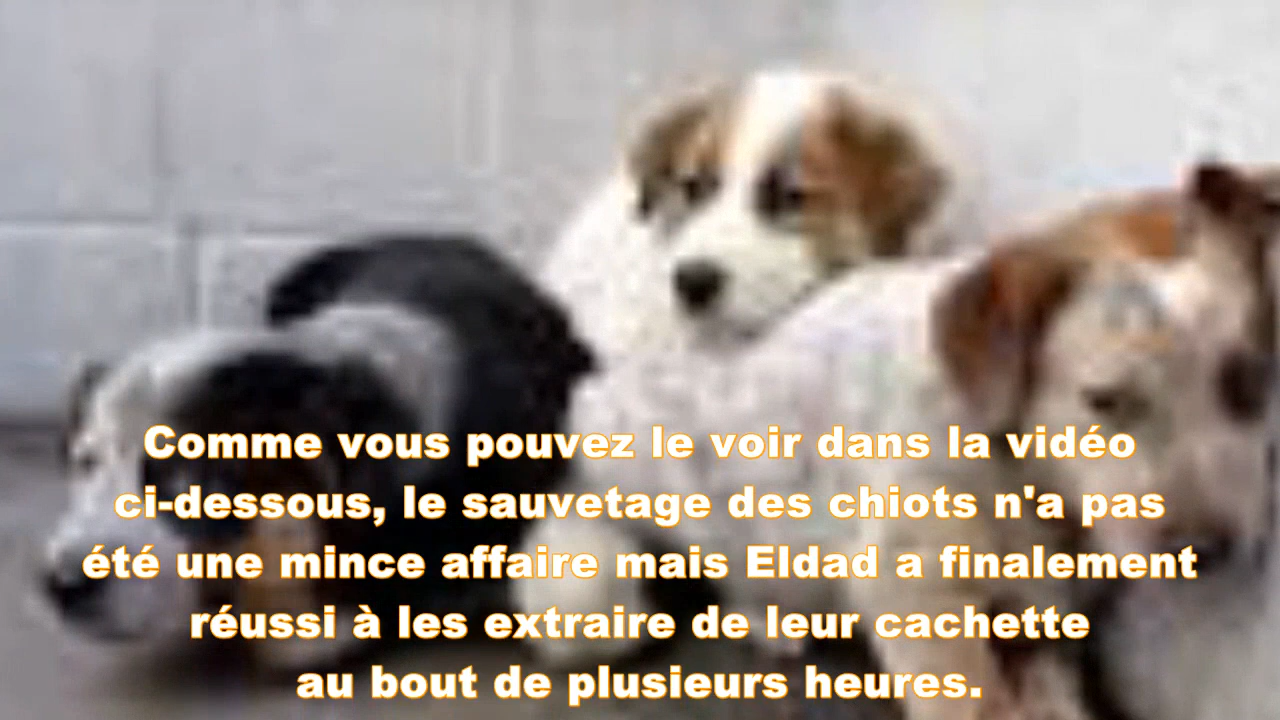 Comme vous pouvez le voir dans la vidéo
ci-dessous, le sauvetage des chiots n'a pas
été une mince affaire mais Eldad a finalement
réussi à les extraire de leur cachette
au bout de plusieurs heures.